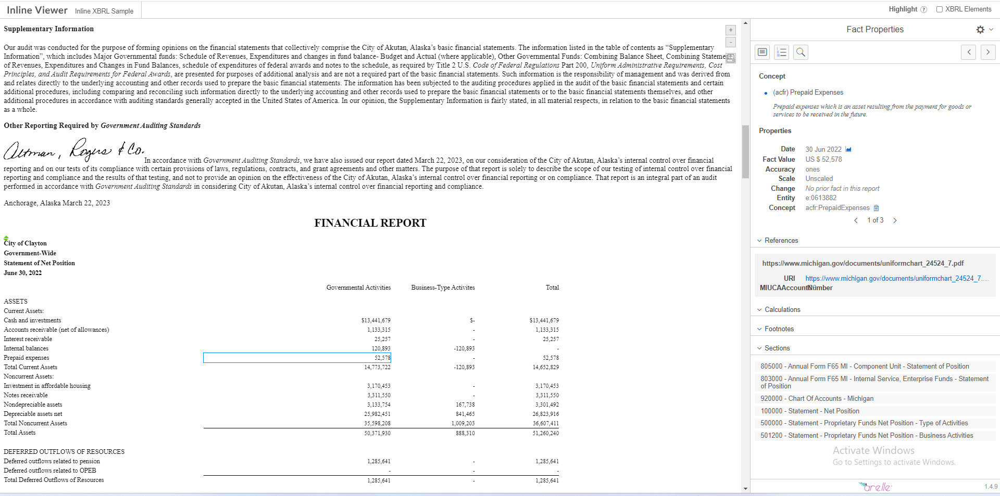 Inline Viewer Inline XBRL Sample
Highlight ? XBRL Elements
Supplementary Information
Our audit was conducted for the purpose of forming opinions on the financial statements that collectively comprise the City of Akutan, Alaska's basic financial statements. The information listed in the table of contents as “Supplementary
Information”, which includes Major Governmental funds: Schedule of Revenues, Expenditures and changes in fund balance- Budget and Actual (where applicable), Other Governmental Funds: Combining Balance Sheet, Combining Stateme
of Revenues, Expenditures and Changes in Fund Balances, schedule of expenditures of federal awards and notes to the schedule, as required by Title 2 U.S. Code of Federal Regulations Part 200, Uniform Administrative Requirements, Cost
Principles, and Audit Requirements for Federal Awards, are presented for purposes of additional analysis and are not a required part of the basic financial statements. Such information is the responsibility of management and was derived from
and relates directly to the underlying accounting and other records used to prepare the basic financial statements. The information has been subjected to the auditing procedures applied in the audit of the basic financial statements and certain
additional procedures, including comparing and reconciling such information directly to the underlying accounting and other records used to prepare the basic financial statements or to the basic financial statements themselves, and other
additional procedures in accordance with auditing standards generally accepted in the United States of America. In our opinion, the Supplementary Information is fairly stated, in all material respects, in relation to the basic financial statements
as a whole.
Other Reporting Required by Government Auditing Standards
Altman, Rogers & Co.
In accordance with Government Auditing Standards, we have also issued our report dated March 22, 2023, on our consideration of the City of Akutan, Alaska's internal control over financial
reporting and on our tests of its compliance with certain provisions of laws, regulations, contracts, and grant agreements and other matters. The purpose of that report is solely to describe the scope of our testing of internal control over financial
reporting and compliance and the results of that testing, and not to provide an opinion on the effectiveness of the City of Akutan, Alaska's internal control over financial reporting or on compliance. That report is an integral part of an audit
performed in accordance with Government Auditing Standards in considering City of Akutan, Alaska's internal control over financial reporting and compliance.
Anchorage, Alaska March 22, 2023
FINANCIAL REPORT
City of Clayton
Government-Wide
Statement of Net Position
June 30, 2022
Governmental Activities Business-Type Activites Total
ASSETS
Current Assets:
Cash and investments $13,441,679 $- $13,441,679
Accounts receivable (net of allowances) 1,133,315 - 1,133,315
Interest receivable 25,257 - 25,257
Internal balances 120,893 -120,893 -
Prepaid expenses 52,578 - 52,578
Total Current Assets 14,773,722 -120,893 14,652,829
Noncurrent Assets:
Investment in affordable housing 3,170,453 - 3,170,453
Notes receivable 3,311,550 - 3,311,550
Nondepreciable assets 3,133,754 167,738 3,301,492
Depreciable assets net 25,982,451 841,465 26,823,916
Total Noncurrent Assets 35,598,208 1,009,203 36,607,411
Total Assets 50,371,930 888,310 51,260,240
DEFERRED OUTFLOWS OF RESOURCES
Deferred outflows related to pension 1,285,641 - 1,285,641
Deferred outflows related to OPEB - - -
Total Deferred Outflows of Resources 1,285,641 - 1,285,641
Fact Properties
Concept
(acfr) Prepaid Expenses
Prepaid expenses which is an asset resulting from the payment for goods or
services to be received in the future.
Properties
Date 30 Jun 2022
Fact Value US $ 52,578
Accuracy ones
Scale Unscaled
Change No prior fact in this report
Entity e:0613882
Concept acfr:PrepaidExpenses
1 of 3
References
https://www.michigan.gov/documents/uniformchart_24524_7.pdf
URI https://www.michigan.gov/documents/uniformchart_24524_7....
MIUCAAccountNumber
Calculations
Footnotes
Sections
805000 - Annual Form F65 MI - Component Unit - Statement of Position
803000 - Annual Form F65 MI - Internal Service, Enterprise Funds - Statement
of Position
920000 - Chart Of Accounts - Michigan
100000 - Statement - Net Position
500000 - Statement - Proprietary Funds Net Position - Type of Activities
501200 - Statement - Proprietary Funds Net Position - Business Activities
Activate Windows
Go to Settings to activate Windows.
arelle 1.4.9